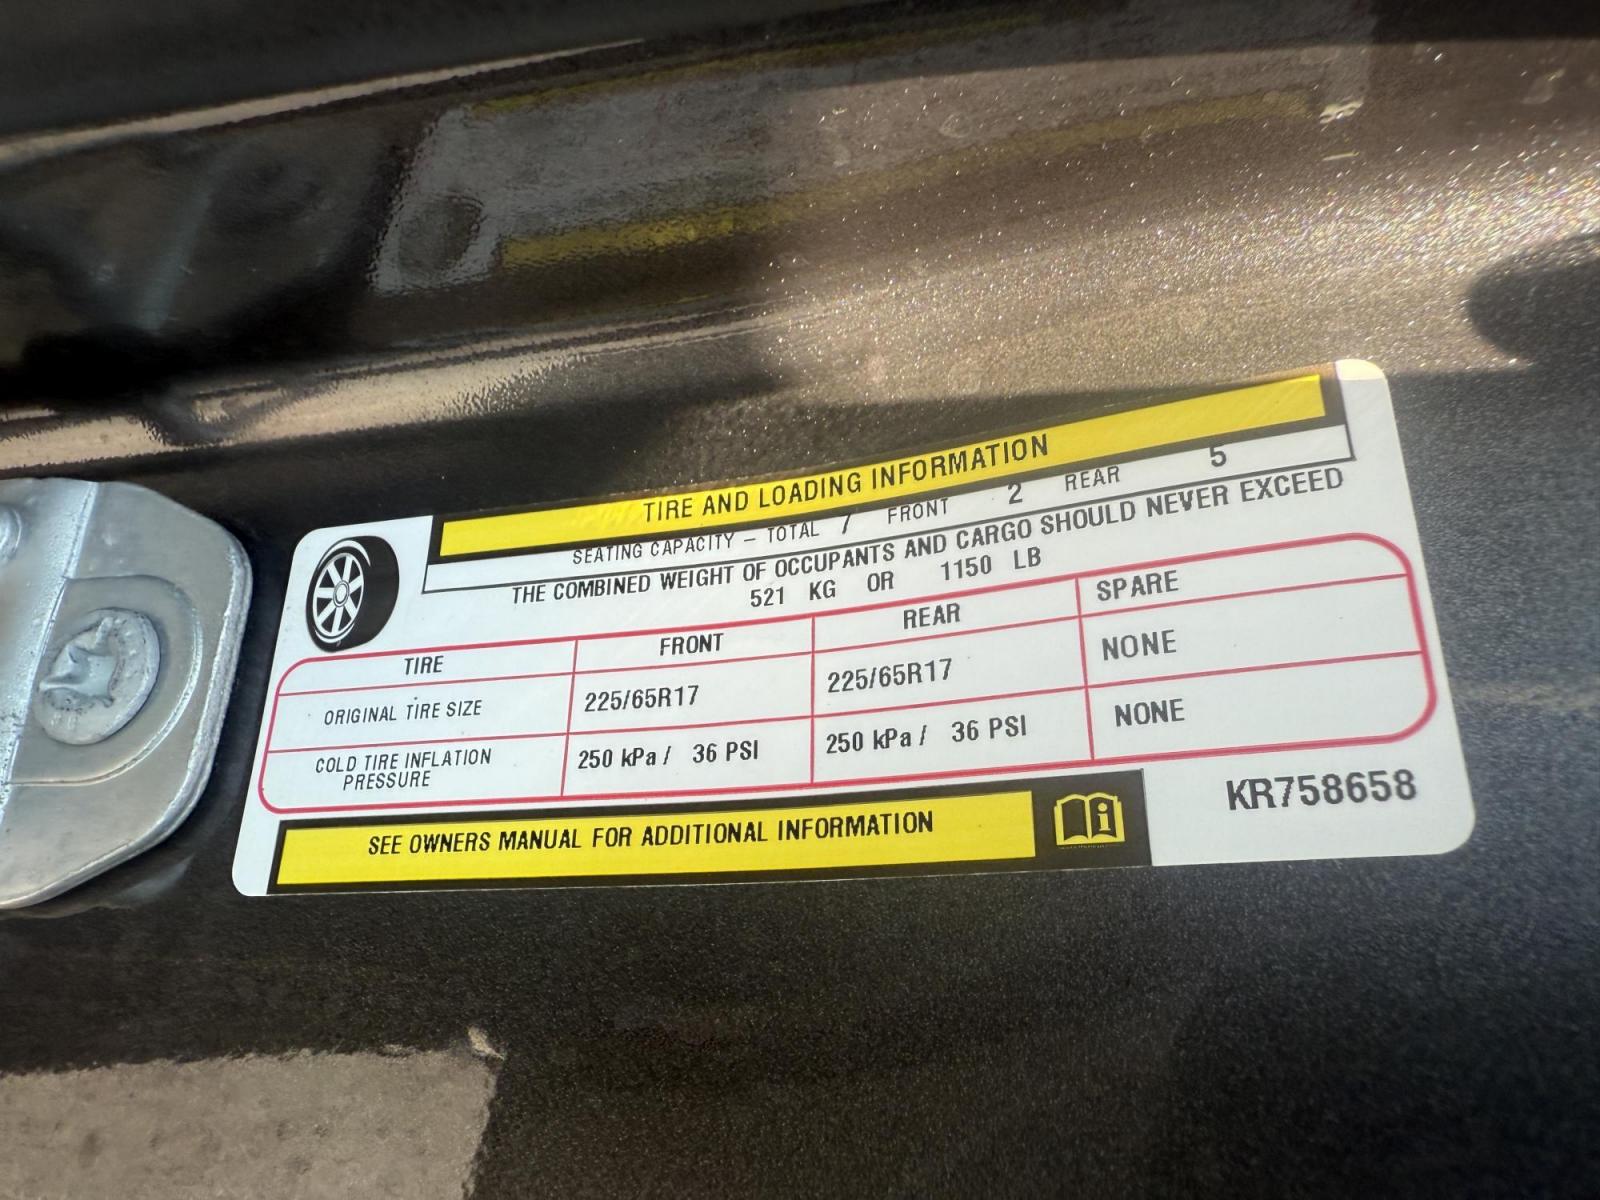 TIRE AND LOADING INFORMATION
SEATING CAPACITY – TOTAL 7 FRONT 2 REAR 5
THE COMBINED WEIGHT OF OCCUPANTS AND CARGO SHOULD NEVER EXCEED
521 KG OR 1150 LB
TIRE FRONT REAR SPARE
ORIGINAL TIRE SIZE 225/65R17 225/65R17 NONE
COLD TIRE INFLATION
PRESSURE 250 kPa / 36 PSI 250 kPa / 36 PSI NONE
SEE OWNERS MANUAL FOR ADDITIONAL INFORMATION
KR758658